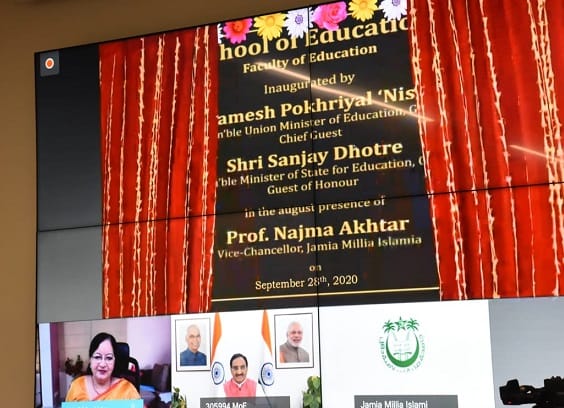 hool of Educatio
Faculty of Education
Inaugurated by
amesh Pokhriyal ‘Nis
n’ble Union Minister of Education, G
Chief Guest
Shri Sanjay Dhotre
’ble Minister of State for Education, G
Guest of Honour
in the august presence of
Prof. Najma Akhtar
Vice-Chancellor, Jamia Millia Islamia
on
September 28th, 2020
305994 MoE
Jamia Millia Islami